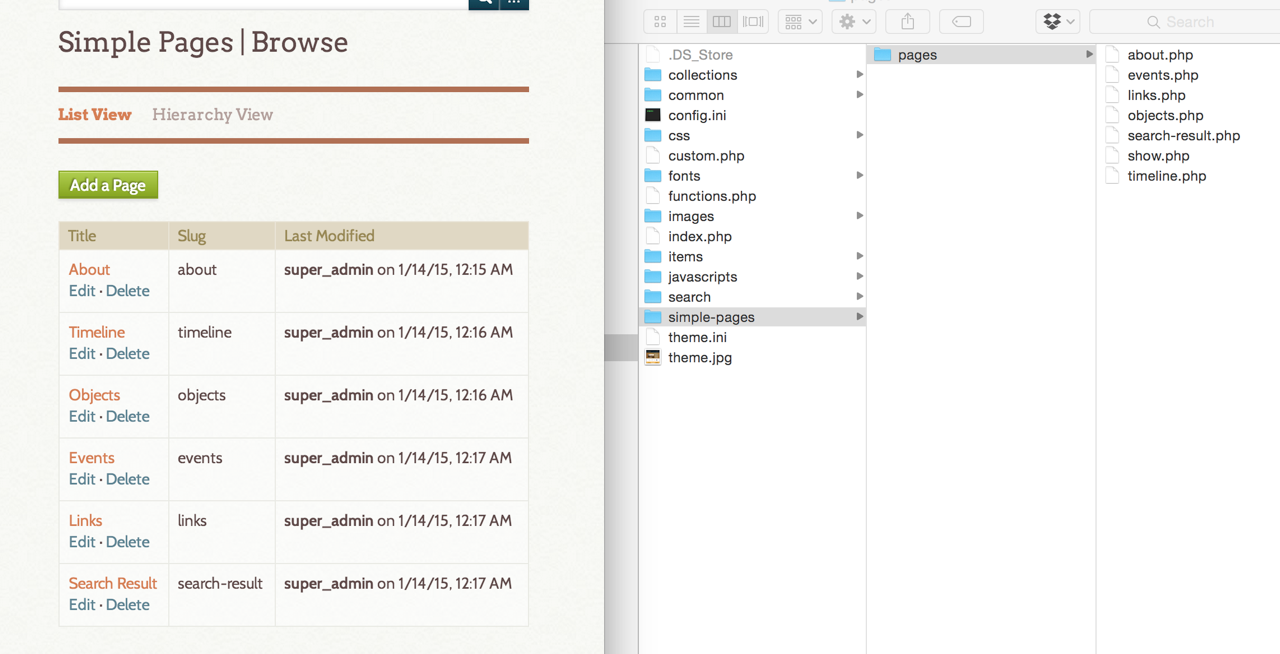 Simple Pages | Browse
List View Hierarchy View
Add a Page
Title Slug Last Modified
About about super_admin on 1/14/15, 12:15 AM
Edit · Delete
Timeline timeline super_admin on 1/14/15, 12:16 AM
Edit · Delete
Objects objects super_admin on 1/14/15, 12:16 AM
Edit · Delete
Events events super_admin on 1/14/15, 12:17 AM
Edit · Delete
Links links super_admin on 1/14/15, 12:17 AM
Edit · Delete
Search Result search-result super_admin on 1/14/15, 12:17 AM
Edit · Delete
Search
.DS_Store
collections
common
config.ini
css
custom.php
fonts
functions.php
images
index.php
items
javascripts
search
simple-pages
theme.ini
theme.jpg
pages
about.php
events.php
links.php
objects.php
search-result.php
show.php
timeline.php